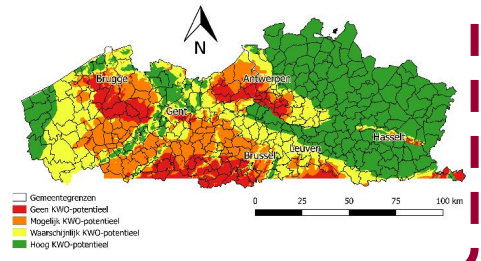 N
Brugge
Antwerpen
Gent
Hasselt
Brussel
Leuven
Gemeentegrenzen
Geen KWO-potentieel
Mogelijk KWO-potentieel
Waarschijnlijk KWO-potentieel
Hoog KWO-potentieel
0 25 50 75 100 km